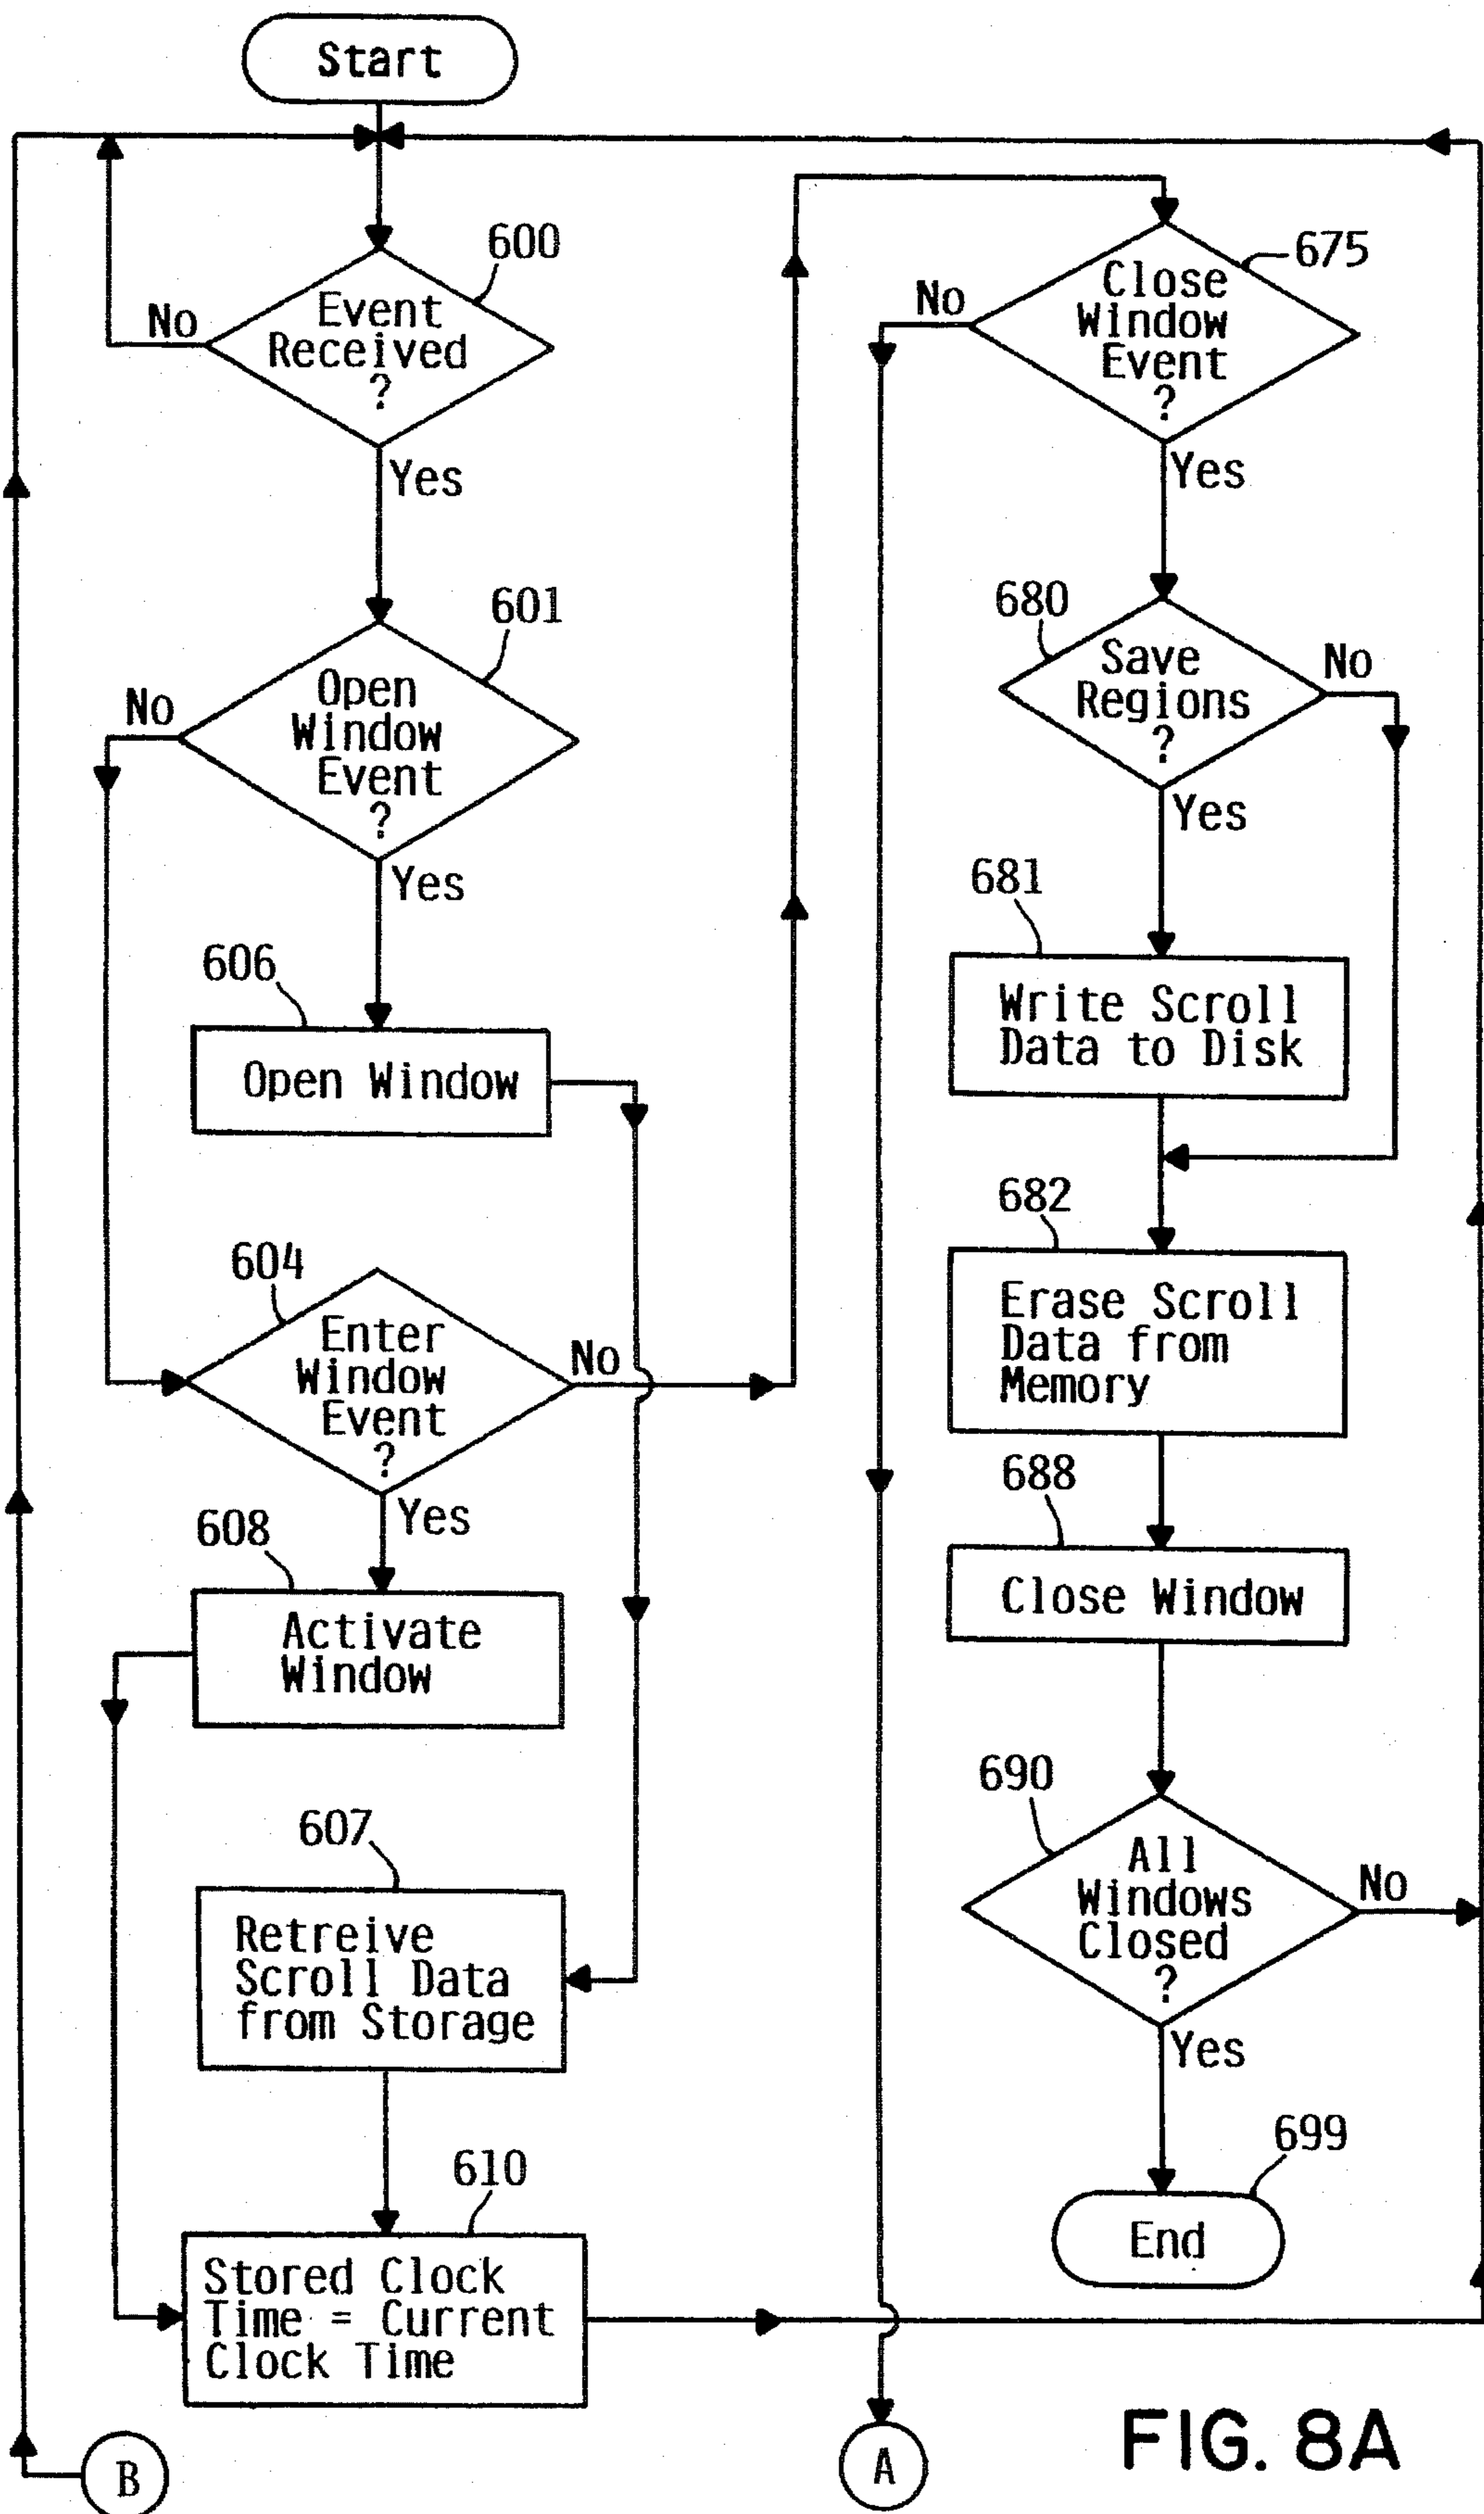 Start
600
Event
Received
?
No
Yes
601
Open
Window
Event
?
No
Yes
606
Open Window
604
Enter
Window
Event
?
No
Yes
608
Activate
Window
607
Retreive
Scroll Data
from Storage
610
Stored Clock
Time = Current
Clock Time
B
675
Close
Window
Event
?
No
Yes
680
Save
Regions
?
No
Yes
681
Write Scroll
Data to Disk
682
Erase Scroll
Data from
Memory
688
Close Window
690
All
Windows
Closed
?
No
Yes
699
End
A
FIG. 8A